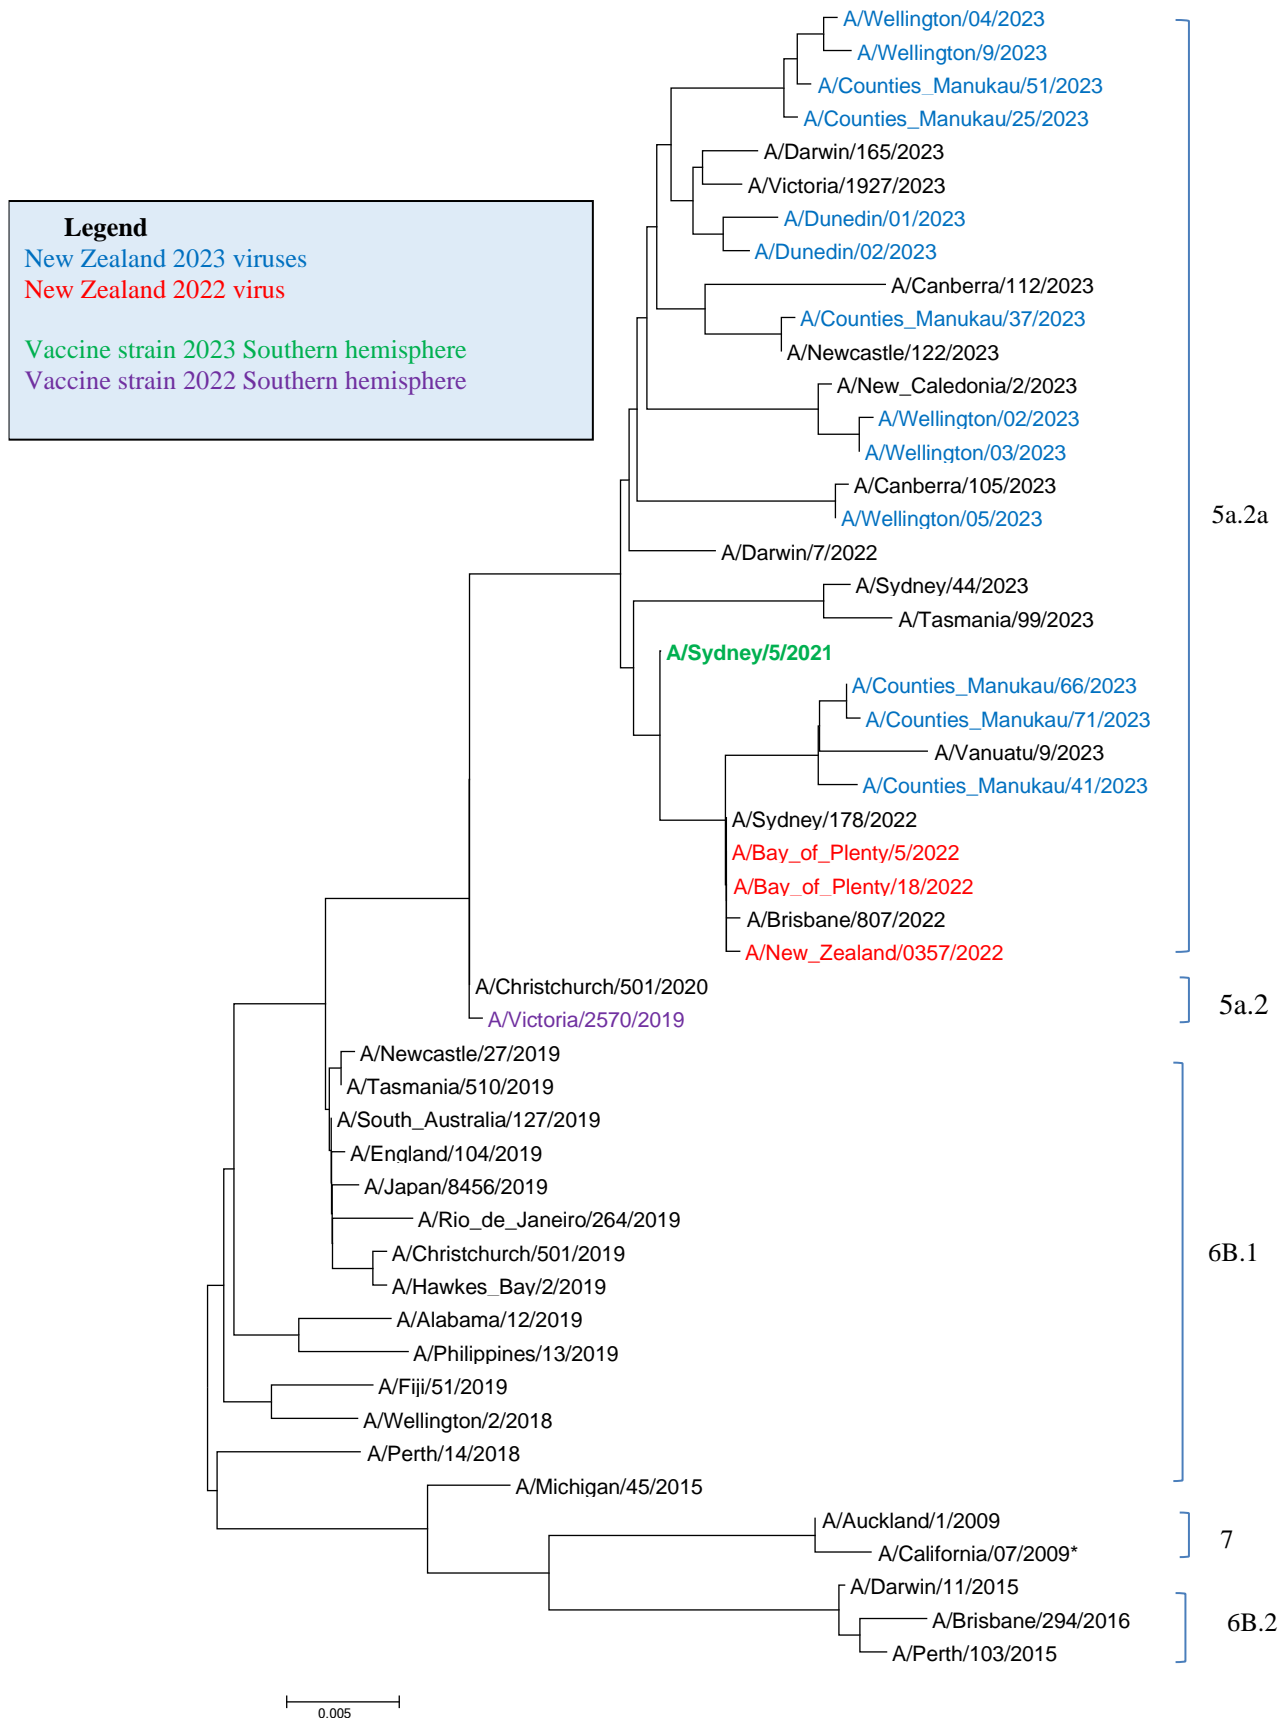 A/Wellington/04/2023
A/Wellington/9/2023
A/Counties_Manukau/51/2023
A/Counties_Manukau/25/2023
A/Darwin/165/2023
A/Victoria/1927/2023
A/Dunedin/01/2023
A/Dunedin/02/2023
A/Canberra/112/2023
A/Counties_Manukau/37/2023
A/Newcastle/122/2023
A/New_Caledonia/2/2023
A/Wellington/02/2023
A/Wellington/03/2023
A/Canberra/105/2023
A/Wellington/05/2023
A/Darwin/7/2022
A/Sydney/44/2023
A/Tasmania/99/2023
A/Sydney/5/2021
A/Counties_Manukau/66/2023
A/Counties_Manukau/71/2023
A/Vanuatu/9/2023
A/Counties_Manukau/41/2023
A/Sydney/178/2022
A/Bay_of_Plenty/5/2022
A/Bay_of_Plenty/18/2022
A/Brisbane/807/2022
A/New_Zealand/0357/2022
5a.2a
A/Christchurch/501/2020
A/Victoria/2570/2019
5a.2
A/Newcastle/27/2019
A/Tasmania/510/2019
A/South_Australia/127/2019
A/England/104/2019
A/Japan/8456/2019
A/Rio_de_Janeiro/264/2019
A/Christchurch/501/2019
A/Hawkes_Bay/2/2019
A/Alabama/12/2019
A/Philippines/13/2019
A/Fiji/51/2019
A/Wellington/2/2018
A/Perth/14/2018
A/Michigan/45/2015
6B.1
A/Auckland/1/2009
A/California/07/2009*
7
A/Darwin/11/2015
A/Brisbane/294/2016
A/Perth/103/2015
6B.2
Legend
New Zealand 2023 viruses
New Zealand 2022 virus
Vaccine strain 2023 Southern hemisphere
Vaccine strain 2022 Southern hemisphere
0.005